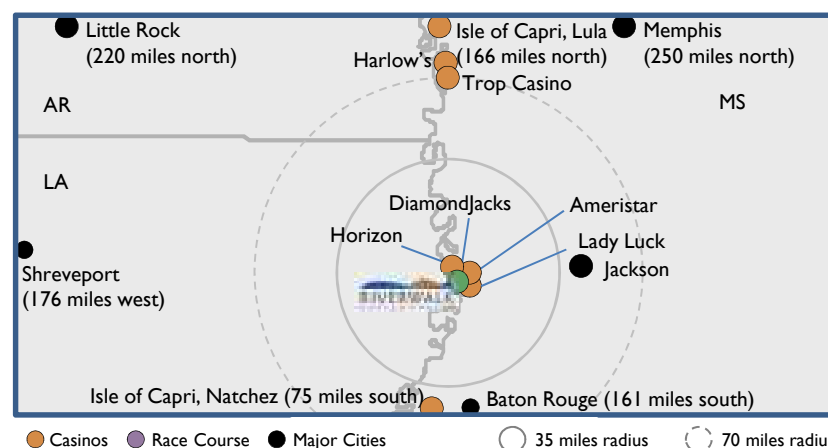 Little Rock
(220 miles north)
Isle of Capri, Lula
(166 miles north)
Memphis
(250 miles north)
Harlow's
Trop Casino
AR
MS
LA
DiamondJacks
Ameristar
Horizon
Lady Luck
Jackson
Shreveport
(176 miles west)
RIVERWALK
Isle of Capri, Natchez (75 miles south)
Baton Rouge (161 miles south)
Casinos
Race Course
Major Cities
35 miles radius
70 miles radiu